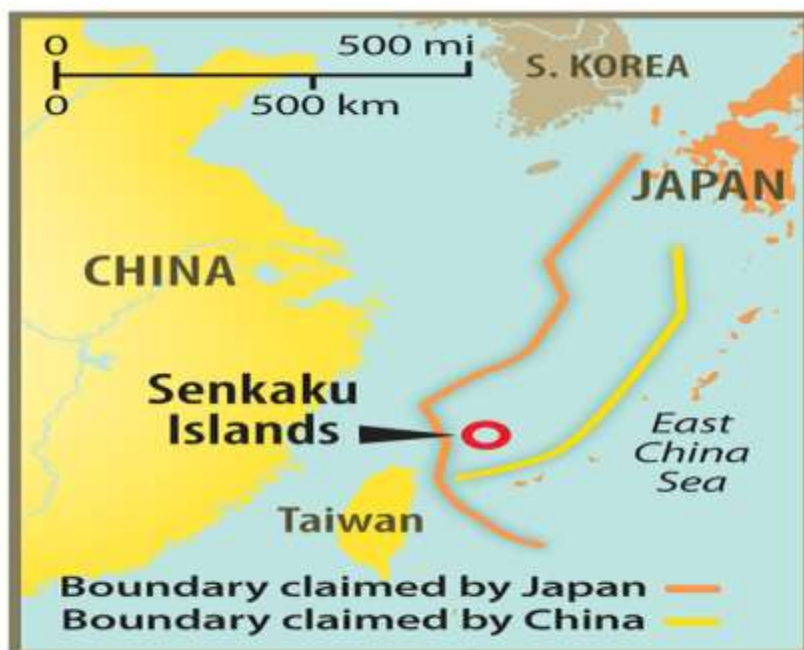 0 500 mi
0 500 km
S. KOREA
JAPAN
CHINA
Senkaku
Islands
East
China
Sea
Taiwan
Boundary claimed by Japan
Boundary claimed by China